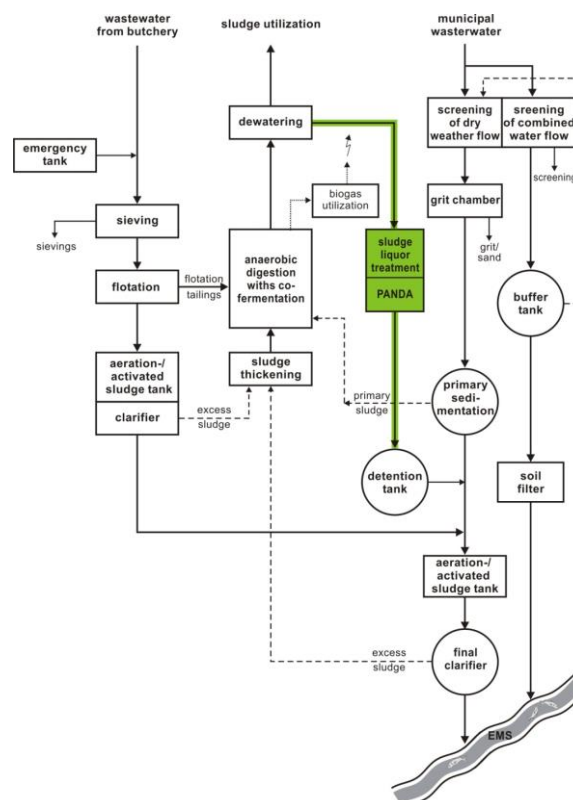 wastewater
from butchery
sludge utilization
municipal
wasterwater
emergency
tank
dewatering
screening
of dry
weather flow
sreening
of combined
water flow
screening
biogas
utilization
grit chamber
sieving
sievings
grit/
sand
sludge
liquor
treatment
PANDA
anaerobic
digestion
withs co-
fermentation
flotation
flotation
tailings
buffer
tank
aeration-/
activated
sludge tank
clarifier
sludge
thickening
excess
sludge
primary
sludge
primary
sedi-
mentation
detention
tank
soil
filter
aeration-/
activated
sludge tank
excess
sludge
final
clarifier
EMS